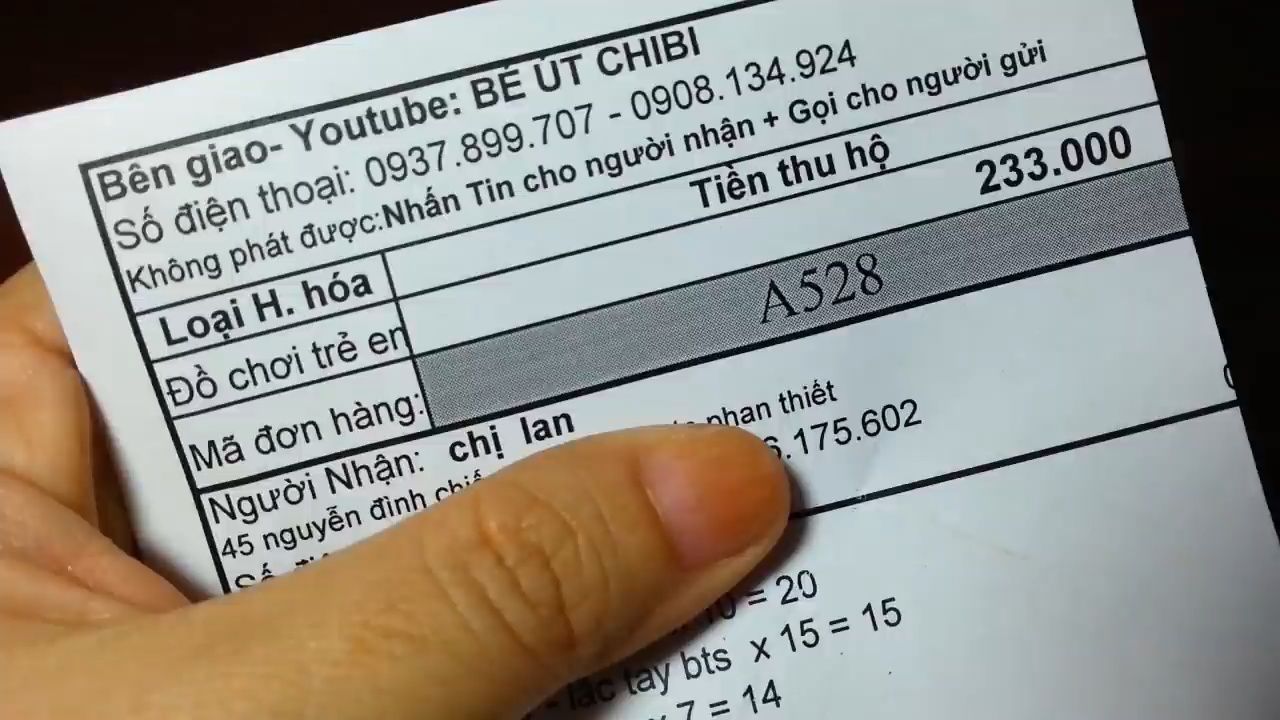 Bên giao- Youtube: BÉ ÚT CHIBI
Số điện thoại: 0937.899.707 - 0908.134.924
Không phát được:Nhấn Tin cho người nhận + Gọi cho người gửi
Loại H. hóa Tiền thu hộ
Đồ chơi trẻ em 233.000
Mã đơn hàng: A528
Người Nhận: chị lan
45 nguyễn đình phan thiết
.175.602
= 20
lắc tay bts x 15 = 15
7 = 14